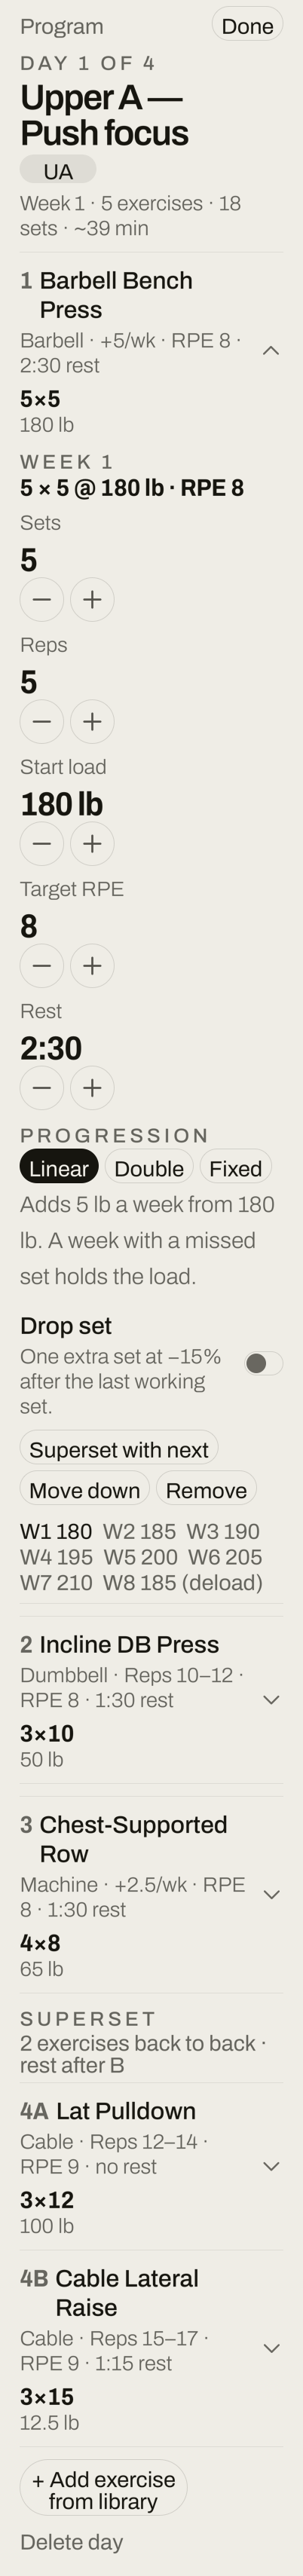 Program
Done
DAY 1 OF 4
Upper A —
Push focus
UA
Week 1 · 5 exercises · 18
sets · ~39 min
1 Barbell Bench
Press
Barbell · +5/wk · RPE 8 ·
2:30 rest
5×5
180 lb
WEEK 1
5 × 5 @ 180 lb · RPE 8
Sets
5
Reps
5
Start load
180 lb
Target RPE
8
Rest
2:30
PROGRESSION
Linear Double Fixed
Adds 5 lb a week from 180
lb. A week with a missed
set holds the load.
Drop set
One extra set at −15%
after the last working
set.
Superset with next
Move down Remove
W1 180 W2 185 W3 190
W4 195 W5 200 W6 205
W7 210 W8 185 (deload)
2 Incline DB Press
Dumbbell · Reps 10–12 ·
RPE 8 · 1:30 rest
3×10
50 lb
3 Chest-Supported
Row
Machine · +2.5/wk · RPE
8 · 1:30 rest
4×8
65 lb
SUPERSET
2 exercises back to back ·
rest after B
4A Lat Pulldown
Cable · Reps 12–14 ·
RPE 9 · no rest
3×12
100 lb
4B Cable Lateral
Raise
Cable · Reps 15–17 ·
RPE 9 · 1:15 rest
3×15
12.5 lb
+ Add exercise
from library
Delete day